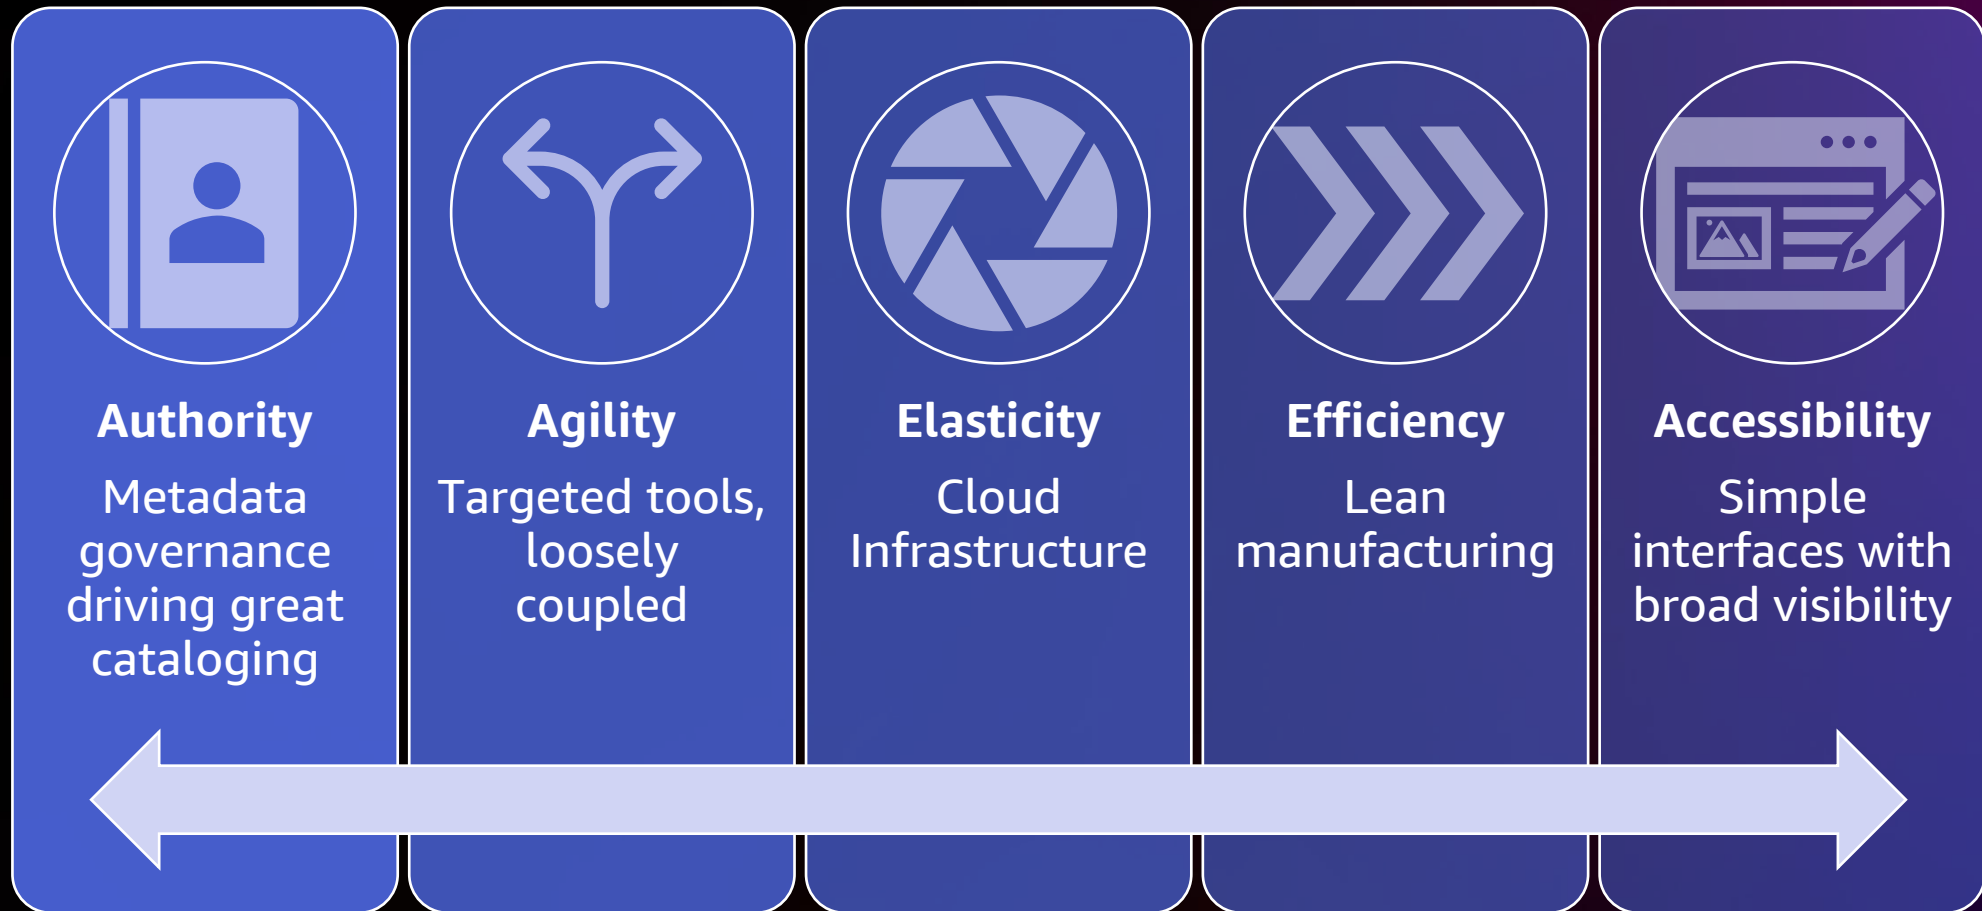 Authority
Metadata
governance
driving great
cataloging
Agility
Targeted tools,
loosely
coupled
Elasticity
Cloud
Infrastructure
Efficiency
Lean
manufacturing
Accessibility
Simple
interfaces with
broad visibility